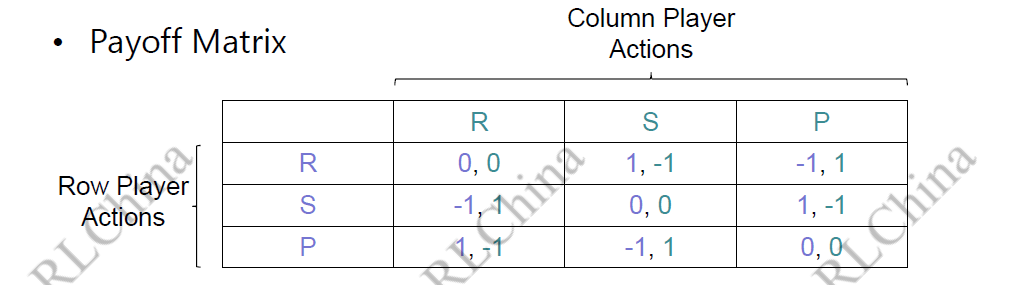 • Payoff Matrix
Column Player
Actions
R S P
R 0, 0 1, -1 -1, 1
Row Player
Actions
S -1, 1 0, 0 1, -1
P 1, -1 -1, 1 0, 0
RLChina
RLChina
RLChina